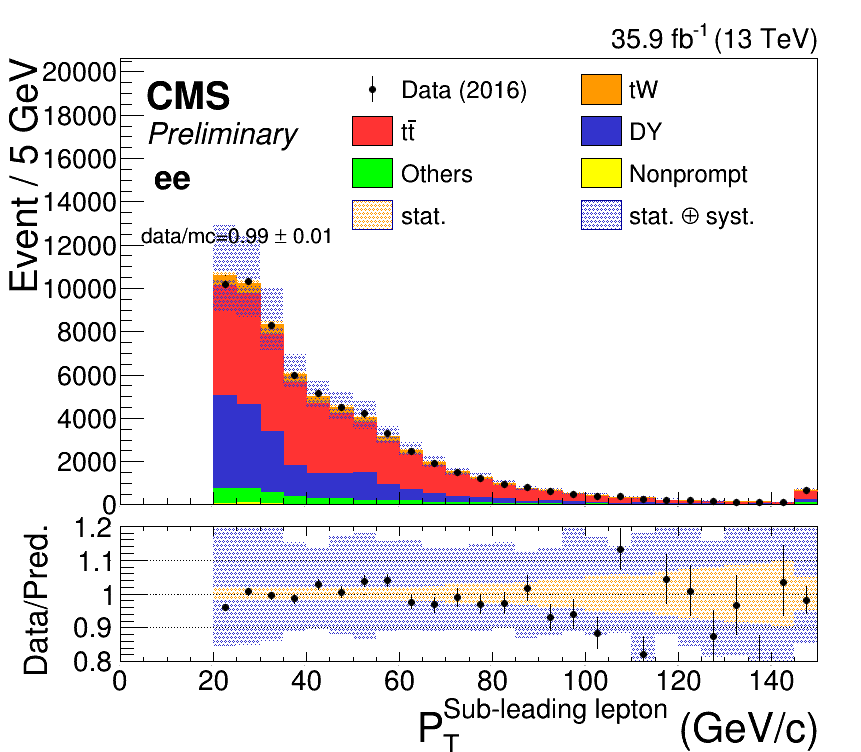 35.9 fb⁻¹ (13 TeV)
Event / 5 GeV
20000
18000
16000
14000
12000
10000
8000
6000
4000
2000
0
CMS
Preliminary
ee
data/mc=0.99 ± 0.01
Data (2016)
tW
tt̄
DY
Others
Nonprompt
stat.
stat. ⊕ syst.
Data/Pred.
1.2
1.1
1
0.9
0.8
0 20 40 60 80 100 120 140
P_T^Sub-leading lepton (GeV/c)